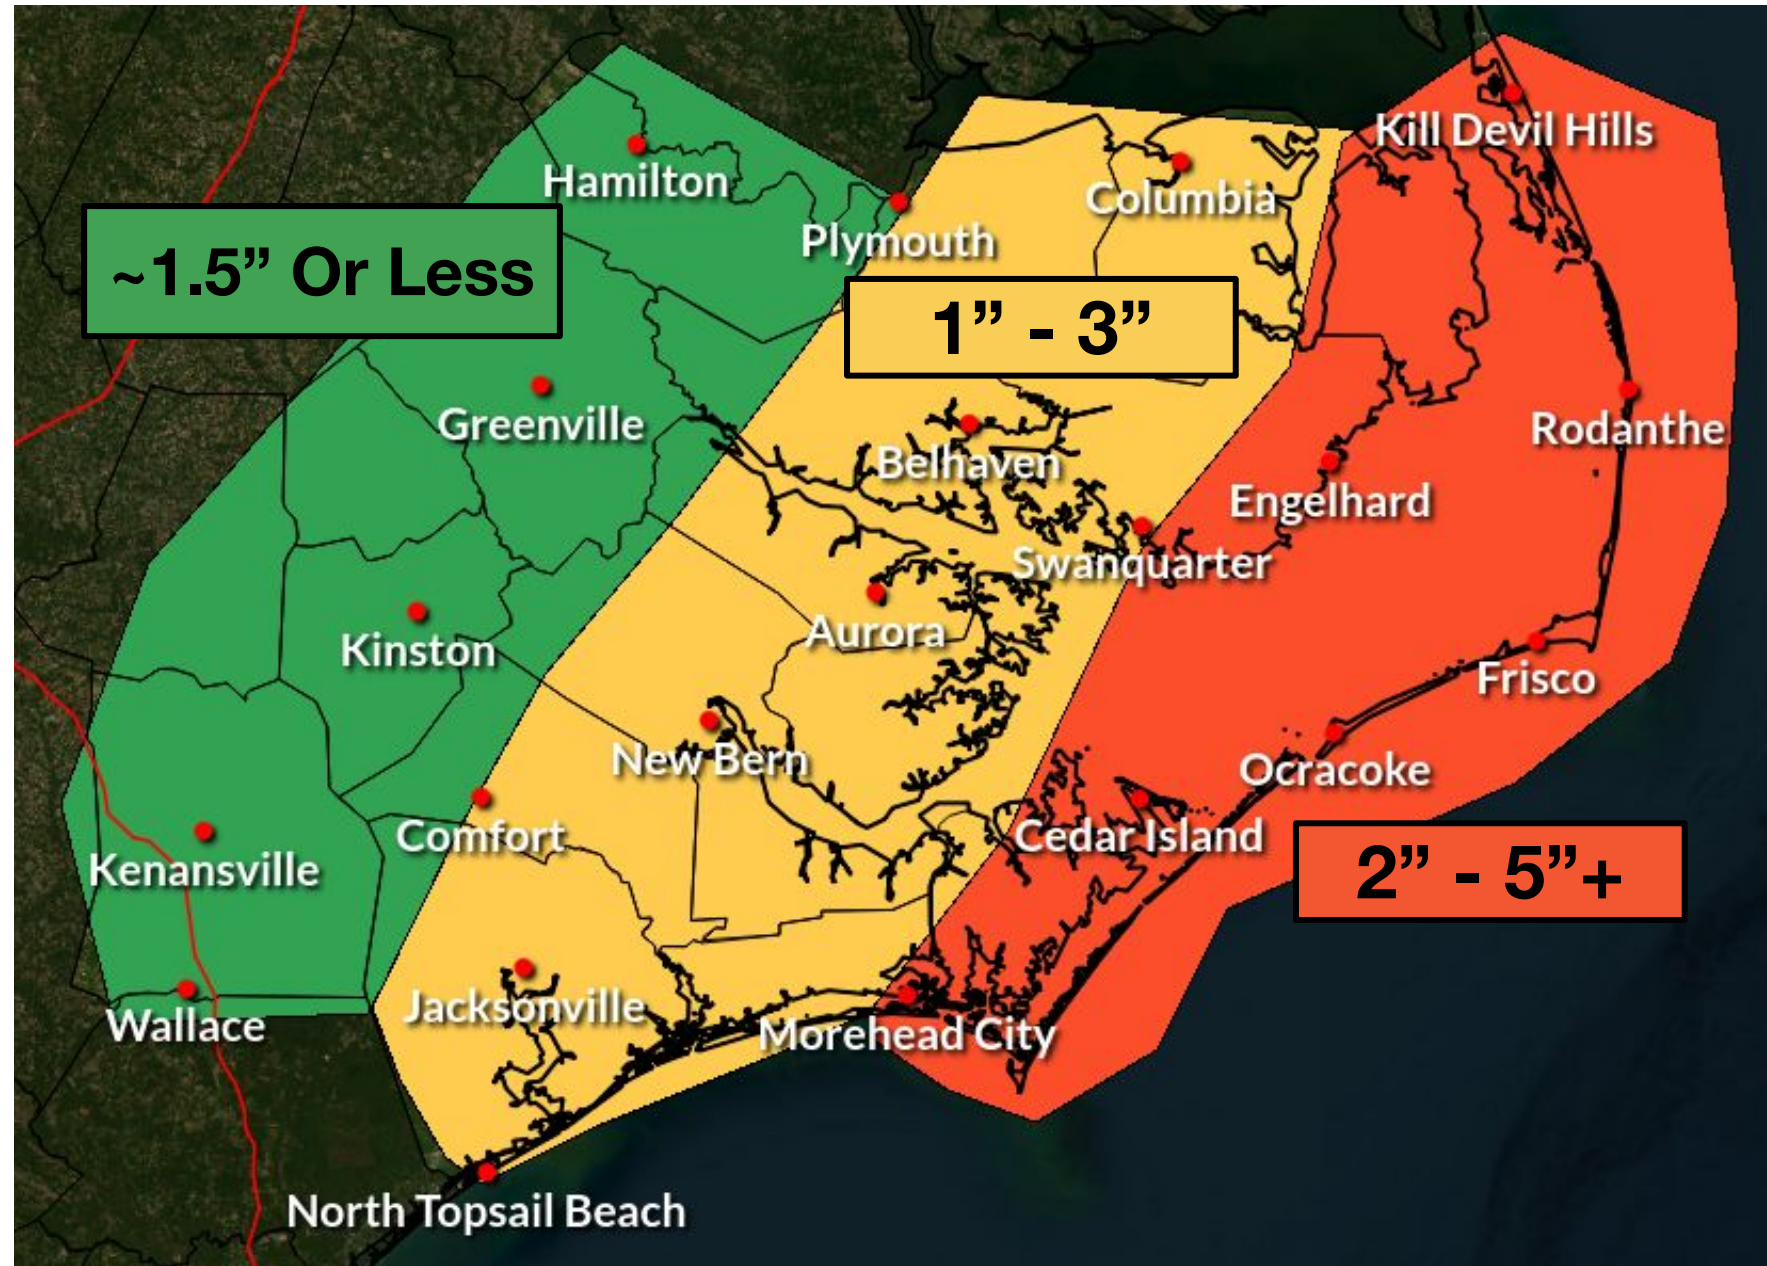 Kill Devil Hills
Hamilton
Columbia
Plymouth
~1.5” Or Less
1” - 3”
Greenville
Rodanthe
Belhaven
Engelhard
Swanquarter
Aurora
Kinston
Frisco
New Bern
Ocracoke
Comfort
Cedar Island
Kenansville
2” - 5”+
Jacksonville
Wallace
Morehead City
North Topsail Beach